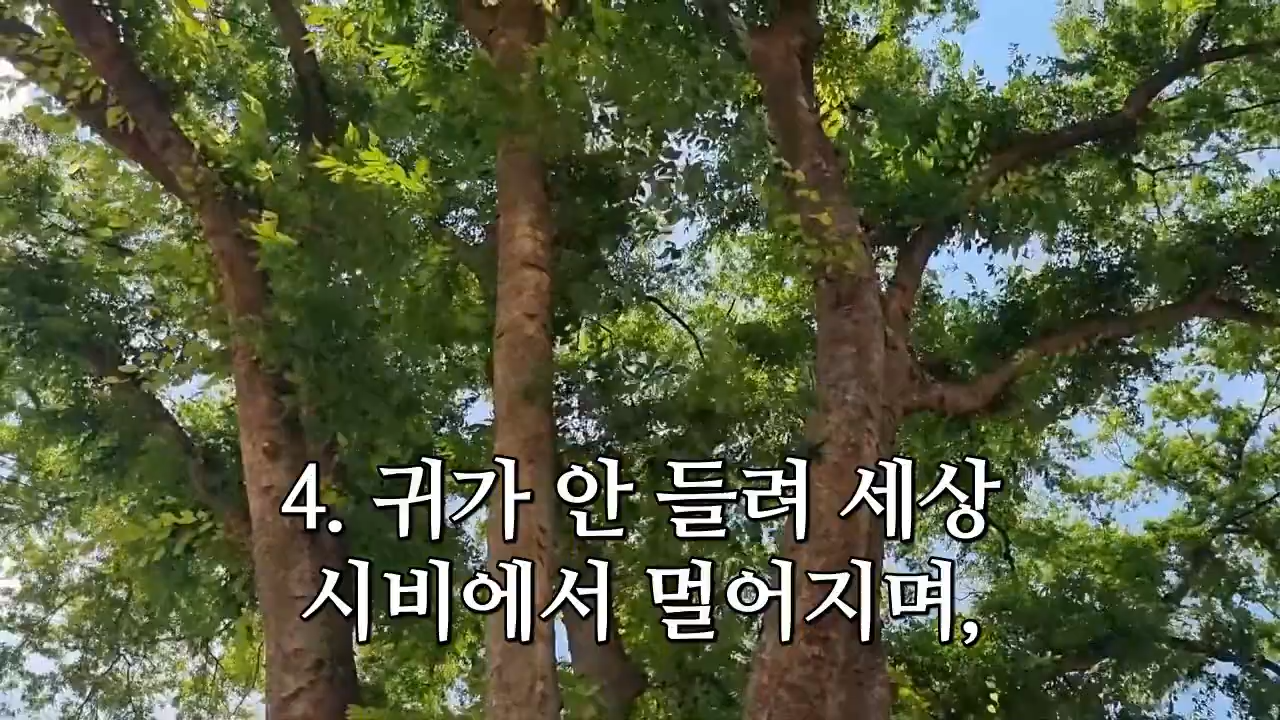 4. 귀가 안 들려 세상
시비에서 멀어지며,